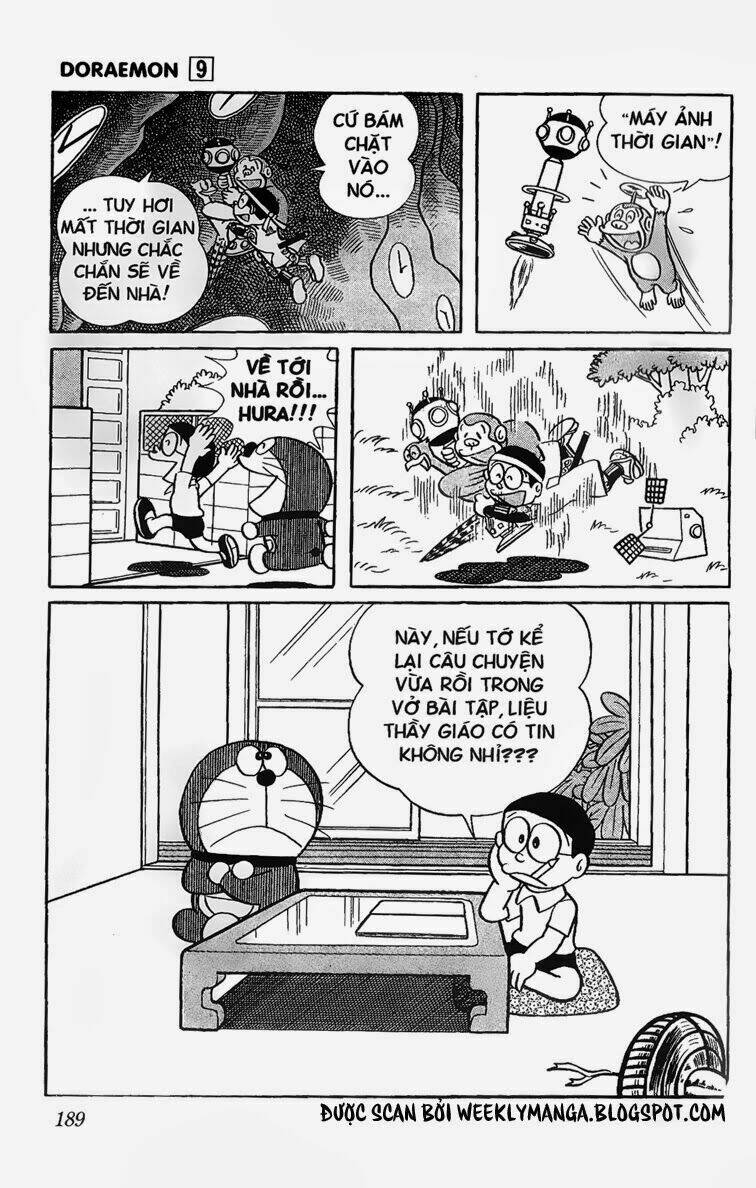 DORAEMON 9
CỨ BÁM
CHẶT
VÀO
NÓ...
... TUY HƠI
MẤT THỜI GIAN
NHƯNG CHẮC
CHẮN SẼ VỀ
ĐẾN NHÀ!
"MÁY ẢNH
THỜI GIAN"!
VỀ TỚI
NHÀ RỒI...
HURA!!!
NÀY, NẾU TỚ KỂ
LẠI CÂU CHUYỆN
VỪA RỒI TRONG
VỞ BÀI TẬP, LIỆU
THẦY GIÁO CÓ TIN
KHÔNG NHỈ???
189
ĐƯỢC SCAN BỞI WEEKLYMANGA.BLOGSPOT.COM